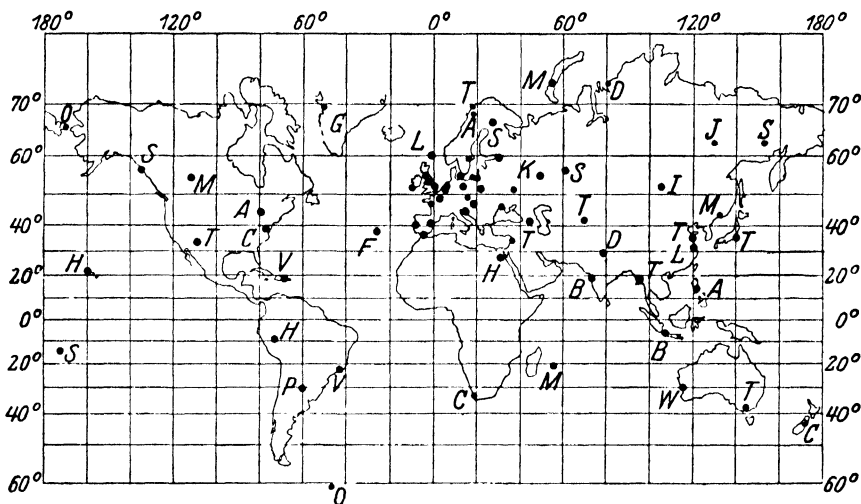 180° 120° 60° 0° 60° 120° 180°
M D
70° O T 70°
G A S J S
60° L 60°
S M K S I
A T M
40° C F T 40°
T D T T
H V H L
20° B T A 20°
0° 0°
H B
S
20° V M 20°
P W T
40° C 40°
C
60° 60°
O